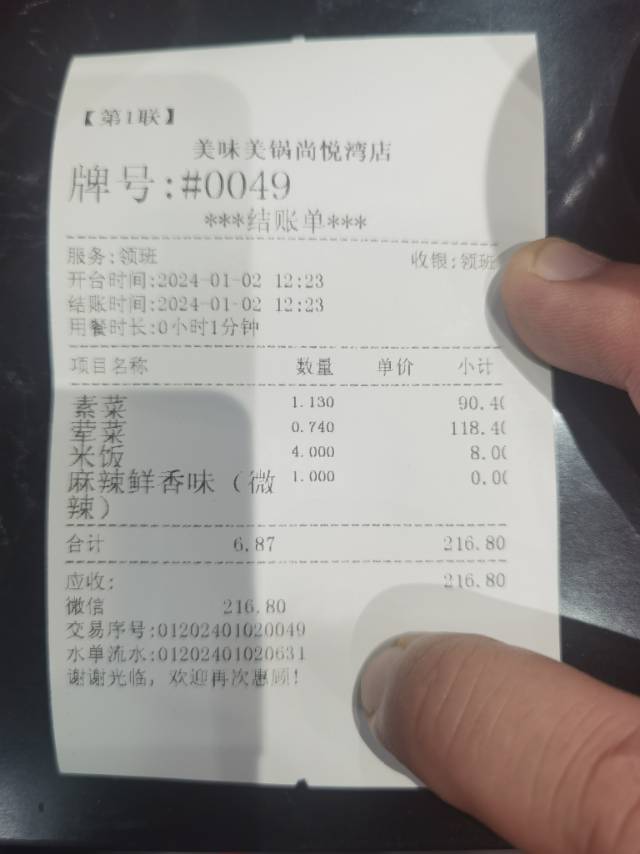 【第1联】
美味美锅尚悦湾店
牌号:#0049
***结账单***
服务:领班 收银:领班
开台时间:2024-01-02 12:23
结账时间:2024-01-02 12:23
用餐时长:0小时1分钟
项目名称 数量 单价 小计
素菜 1.130 90.40
荤菜 0.740 118.40
米饭 4.000 8.00
麻辣鲜香味（微 1.000 0.00
辣）
合计 6.87 216.80
应收: 216.80
微信 216.80
交易序号:01202401020049
水单流水:01202401020631
谢谢光临, 欢迎再次惠顾!